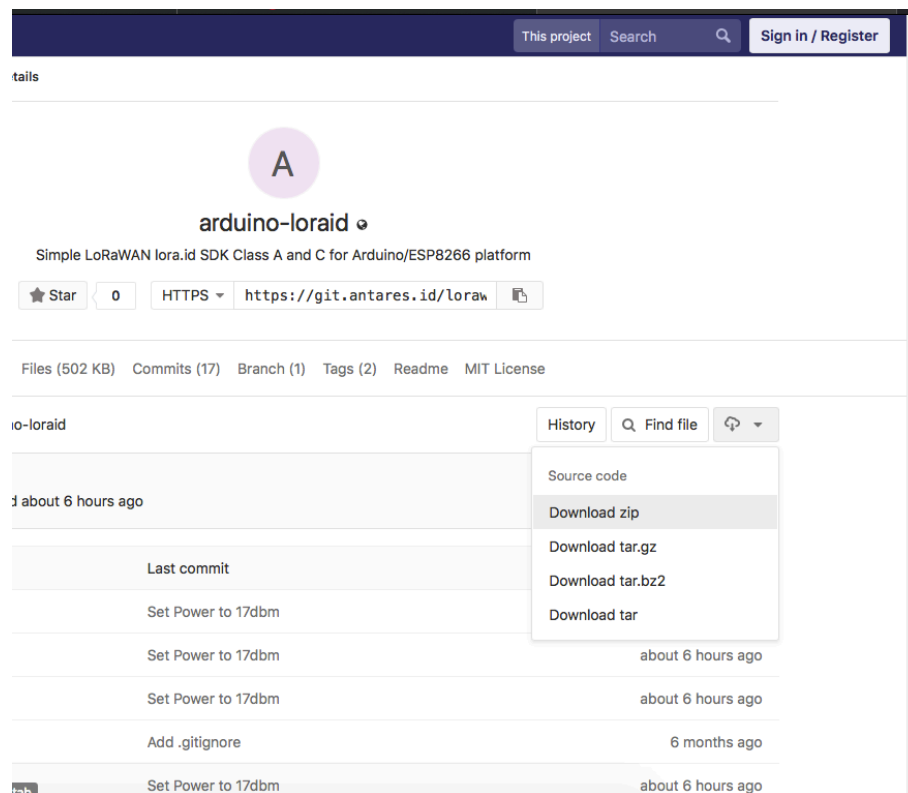 This project Search Sign in / Register
tails
A
arduino-loraid
Simple LoRaWAN lora.id SDK Class A and C for Arduino/ESP8266 platform
Star 0 HTTPS https://git.antares.id/loraw
Files (502 KB) Commits (17) Branch (1) Tags (2) Readme MIT License
o-loraid History Find file
Source code
d about 6 hours ago
Download zip
Download tar.gz
Last commit
Download tar.bz2
Set Power to 17dbm
Download tar
Set Power to 17dbm about 6 hours ago
Set Power to 17dbm about 6 hours ago
Add .gitignore 6 months ago
Set Power to 17dbm about 6 hours ago
tab